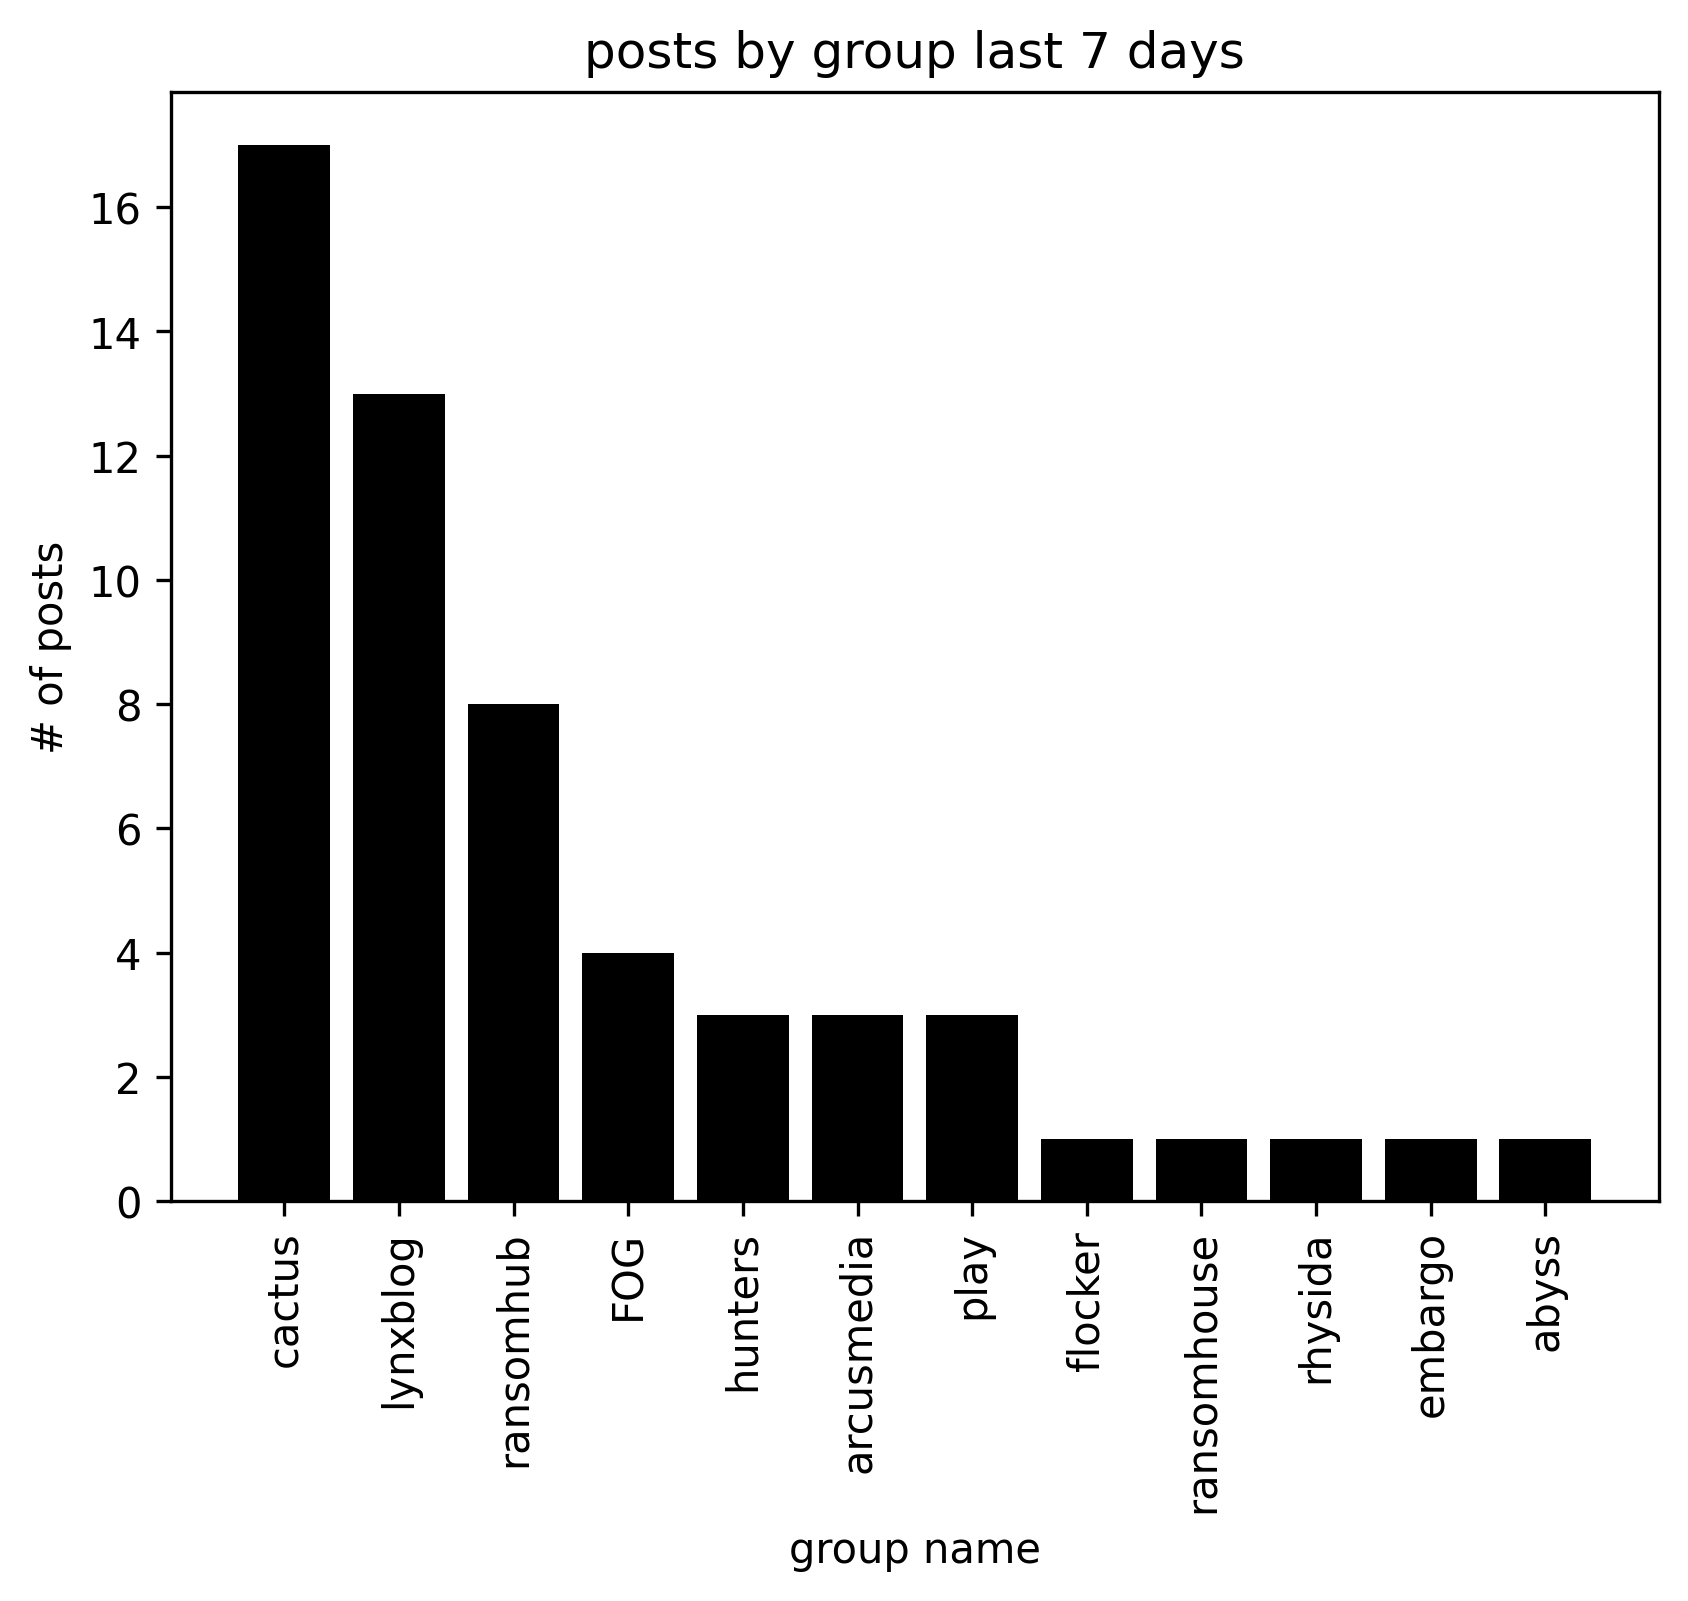 posts by group last 7 days
# of posts
16
14
12
10
8
6
4
2
0
cactus
lynxblog
ransomhub
FOG
hunters
arcusmedia
play
flocker
ransomhouse
rhysida
embargo
abyss
group name